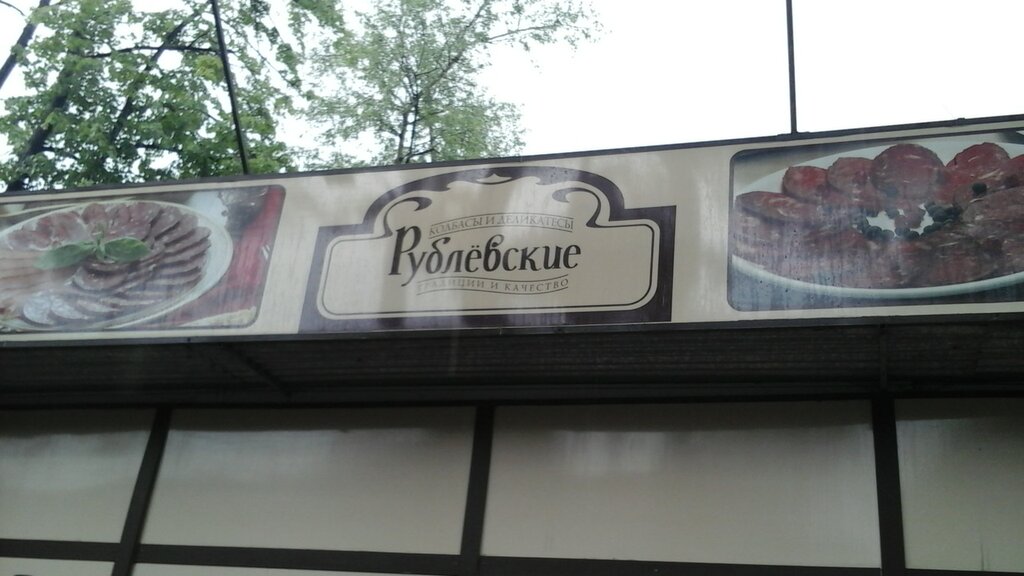 КОЛБАСЫ И ДЕЛИКАТЕСЫ
Рублёвские
ТРАДИЦИИ И КАЧЕСТВО